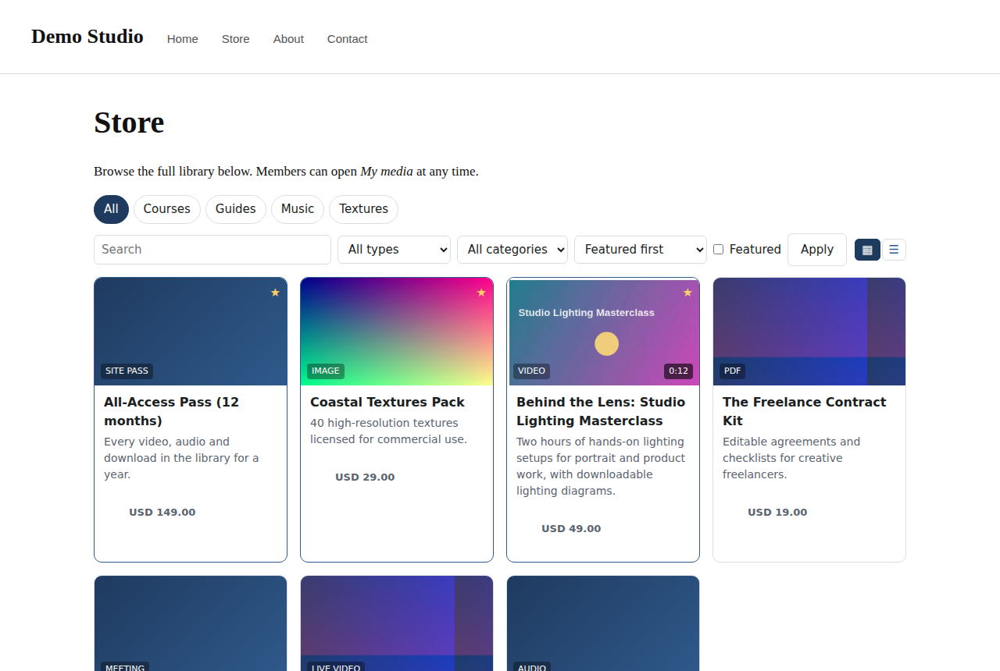 Demo Studio Home Store About Contact
Store
Browse the full library below. Members can open My media at any time.
All Courses Guides Music Textures
Search All types All categories Featured first Featured Apply
SITE PASS
All-Access Pass (12
months)
Every video, audio and
download in the library for a
year.
USD 149.00
IMAGE
Coastal Textures Pack
40 high-resolution textures
licensed for commercial use.
USD 29.00
Studio Lighting Masterclass
VIDEO 0:12
Behind the Lens: Studio
Lighting Masterclass
Two hours of hands-on lighting
setups for portrait and product
work, with downloadable
lighting diagrams.
USD 49.00
PDF
The Freelance Contract
Kit
Editable agreements and
checklists for creative
freelancers.
USD 19.00
MEETING
LIVE VIDEO
AUDIO